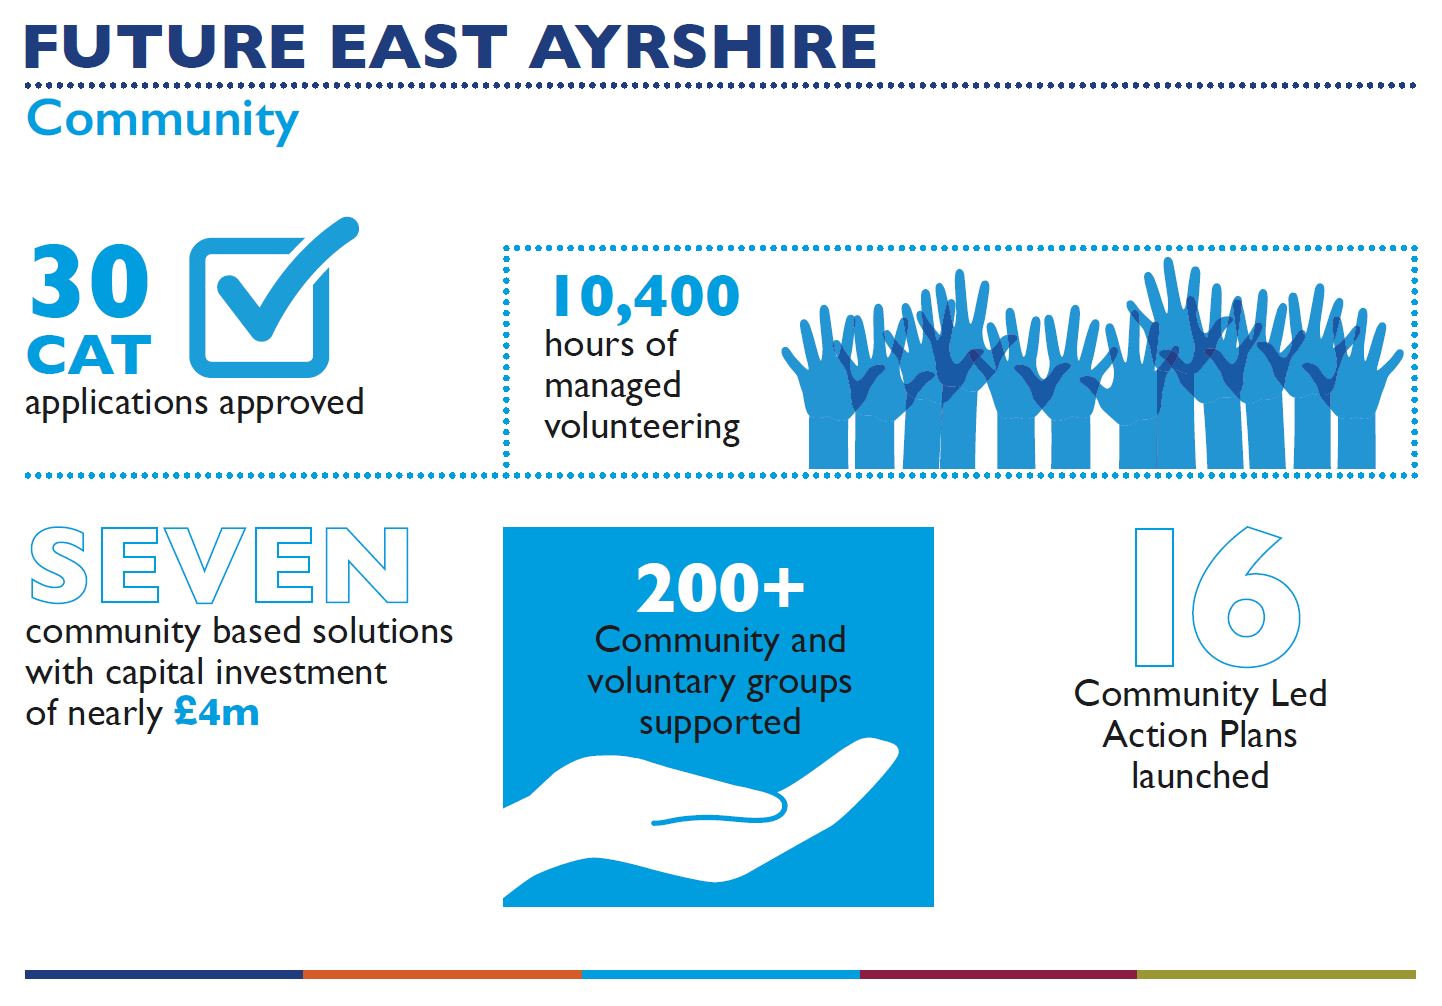 FUTURE EAST AYRSHIRE
Community
30
CAT
applications approved
10,400
hours of
managed
volunteering
SEVEN
community based solutions
with capital investment
of nearly £4m
200+
Community and
voluntary groups
supported
16
Community Led
Action Plans
launched